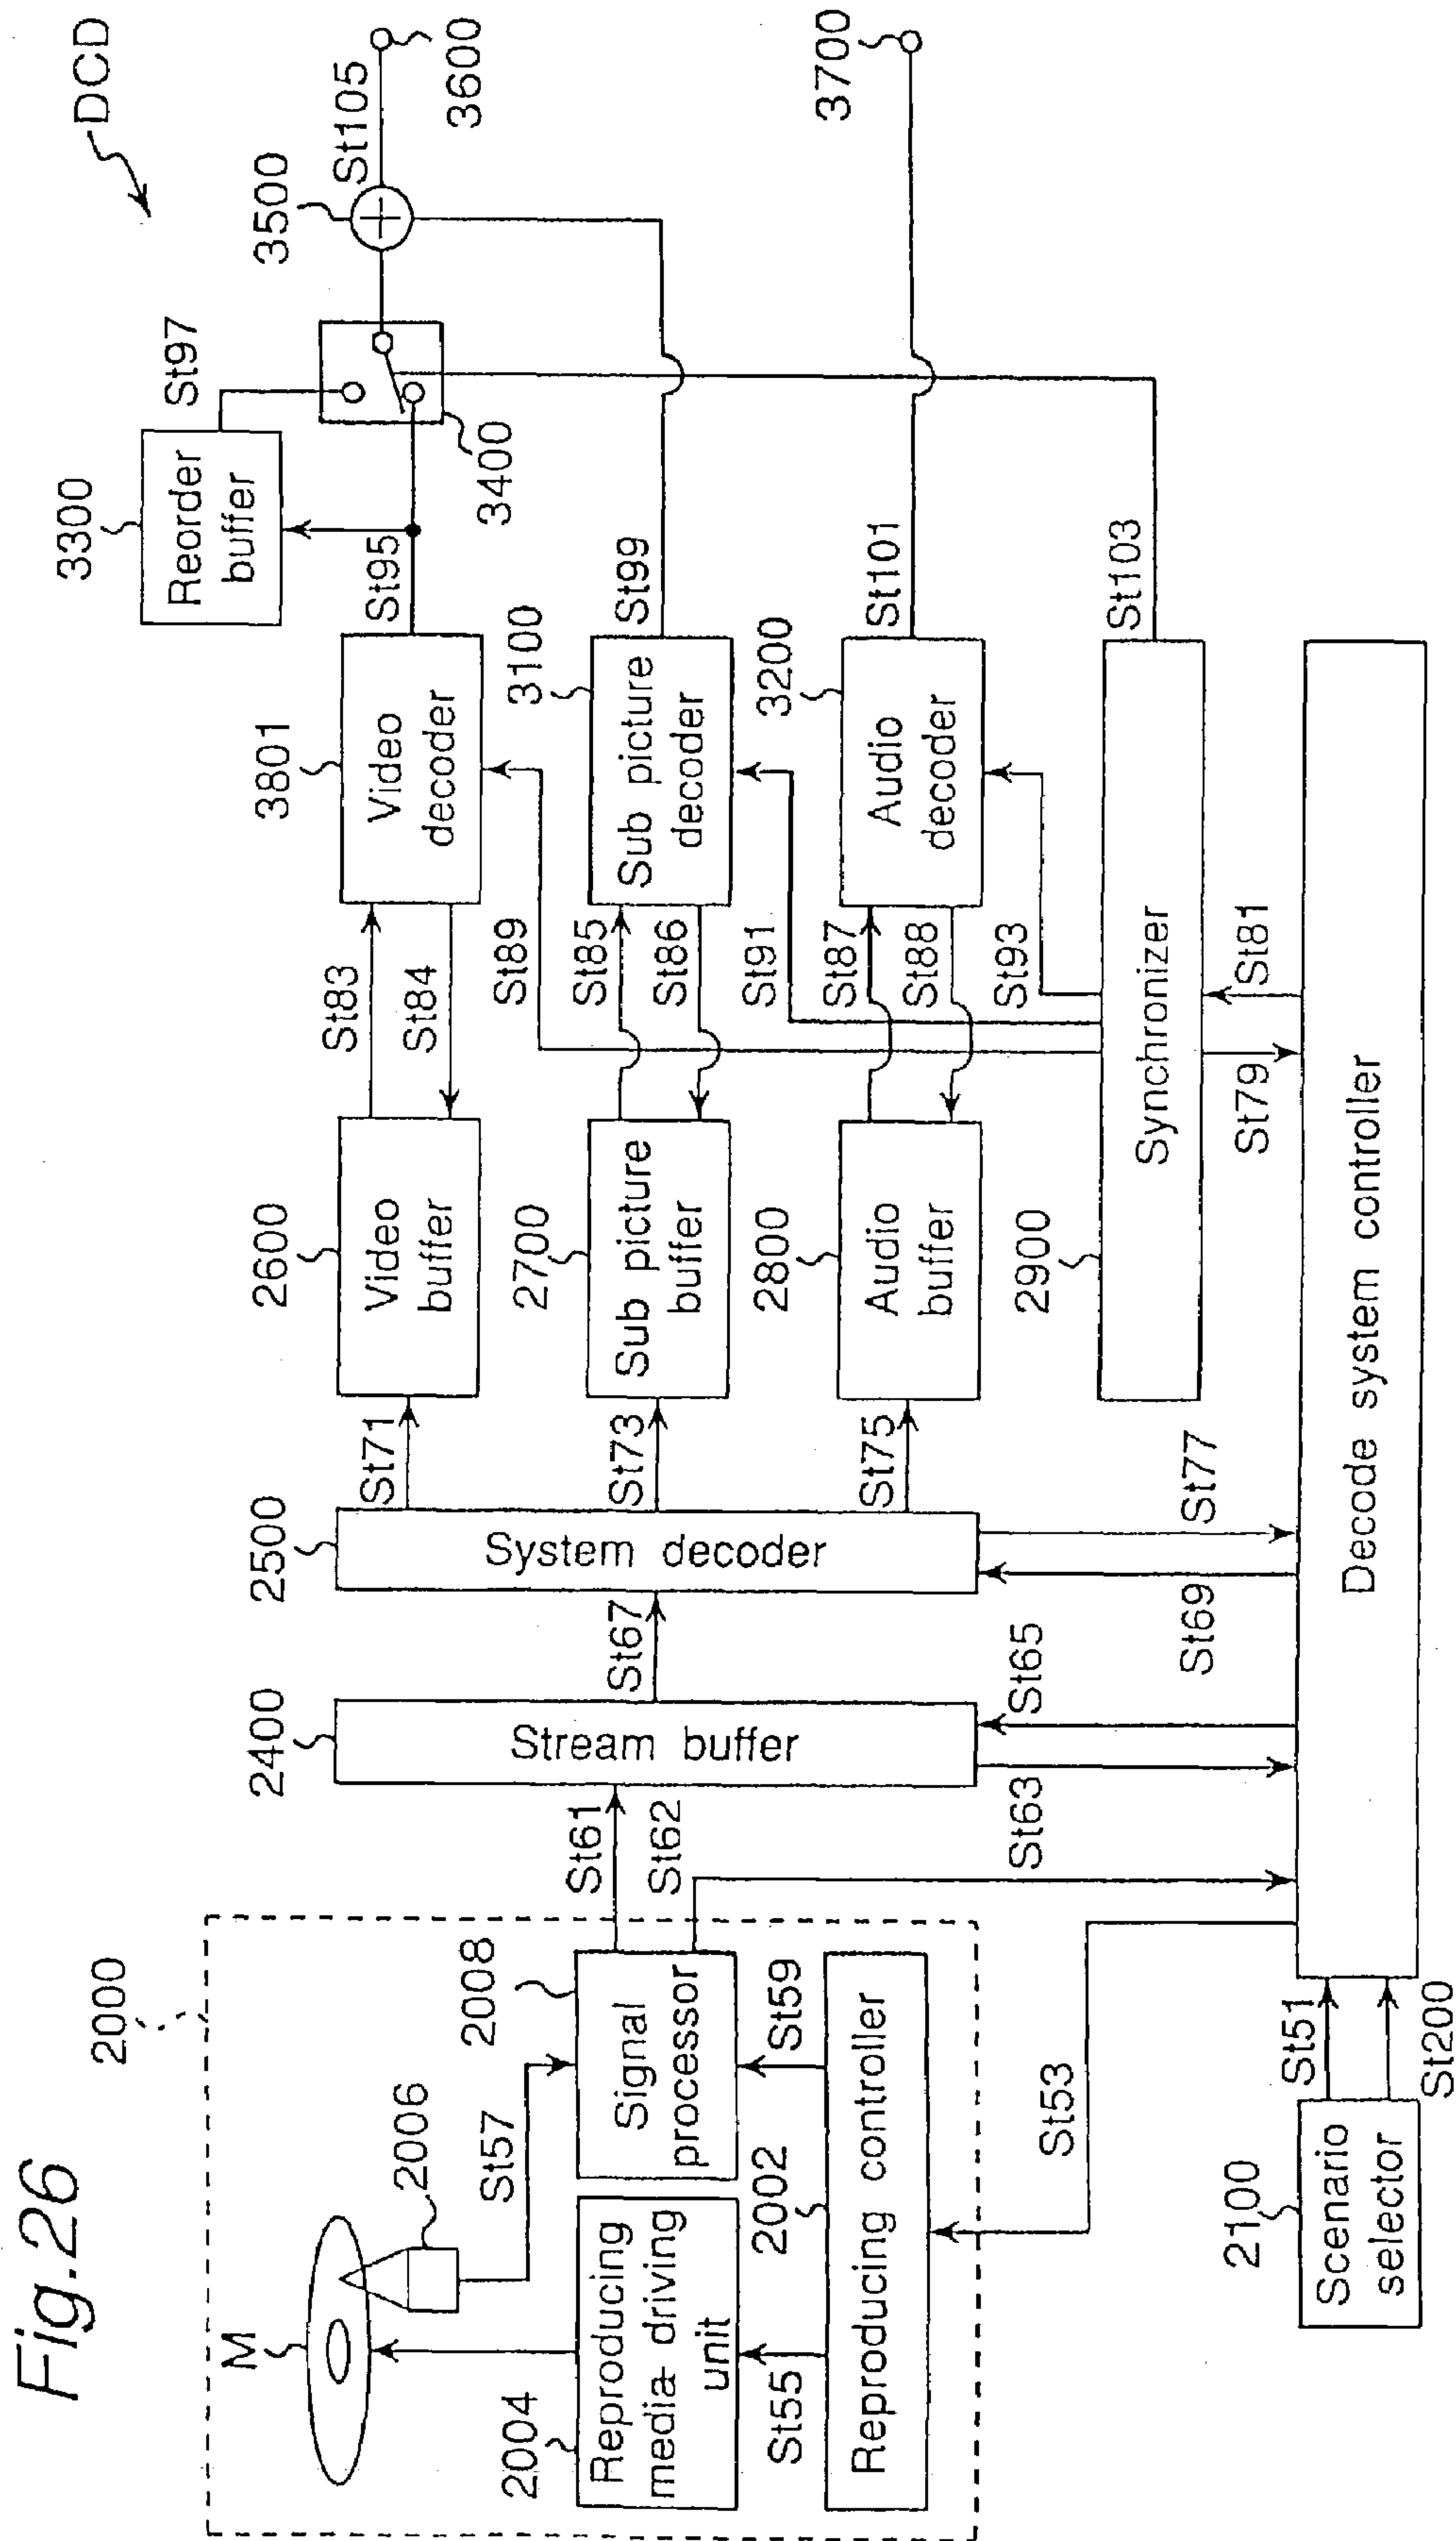 Fig.26
DCD
2000
M
2006
St57
2004
Reproducing
media driving
unit
2008
Signal
processor
St55
St59
2002
Reproducing controller
St53
2100
Scenario
selector
St51
St200
St61
St62
2400
Stream buffer
St63
St65
St67
2500
System decoder
St69
St77
St71
St73
St75
2600
Video
buffer
2700
Sub picture
buffer
2800
Audio
buffer
2900
Synchronizer
St79
St81
Decode system controller
St83
St84
St89
St85
St86
St91
St87
St88
St93
3801
Video
decoder
3100
Sub picture
decoder
3200
Audio
decoder
St95
St99
St101
St103
3300
Reorder
buffer
St97
3400
3500
St105
3600
3700